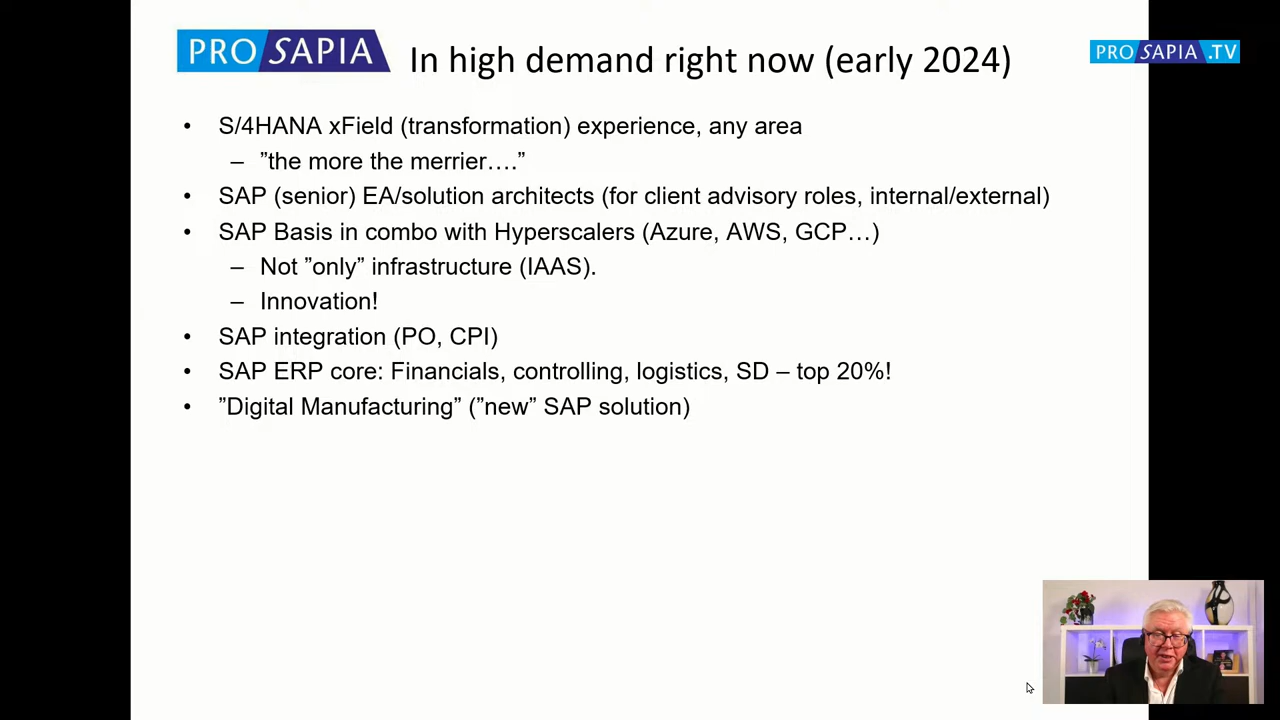 PRO SAPIA
In high demand right now (early 2024)
PRO SAPIA.TV
• S/4HANA xField (transformation) experience, any area
– ”the more the merrier….”
• SAP (senior) EA/solution architects (for client advisory roles, internal/external)
• SAP Basis in combo with Hyperscalers (Azure, AWS, GCP…)
– Not ”only” infrastructure (IAAS).
– Innovation!
• SAP integration (PO, CPI)
• SAP ERP core: Financials, controlling, logistics, SD – top 20%!
• ”Digital Manufacturing” (”new” SAP solution)